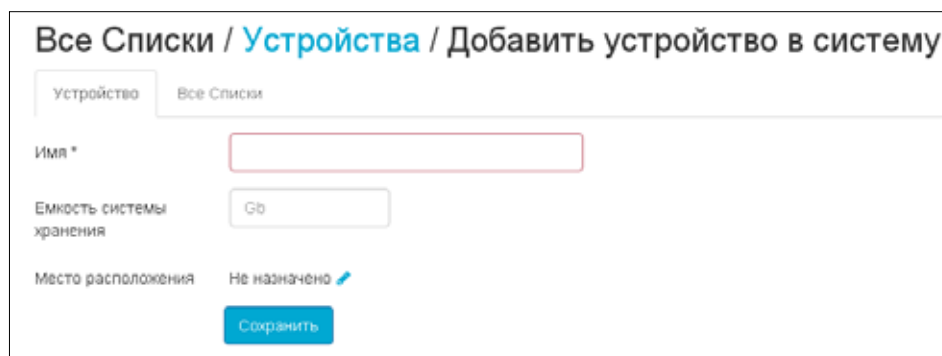 Все Списки / Устройства / Добавить устройство в систему
Устройство Все Списки
Имя *
Емкость системы
хранения
Gb
Место расположения Не назначено
Сохранить